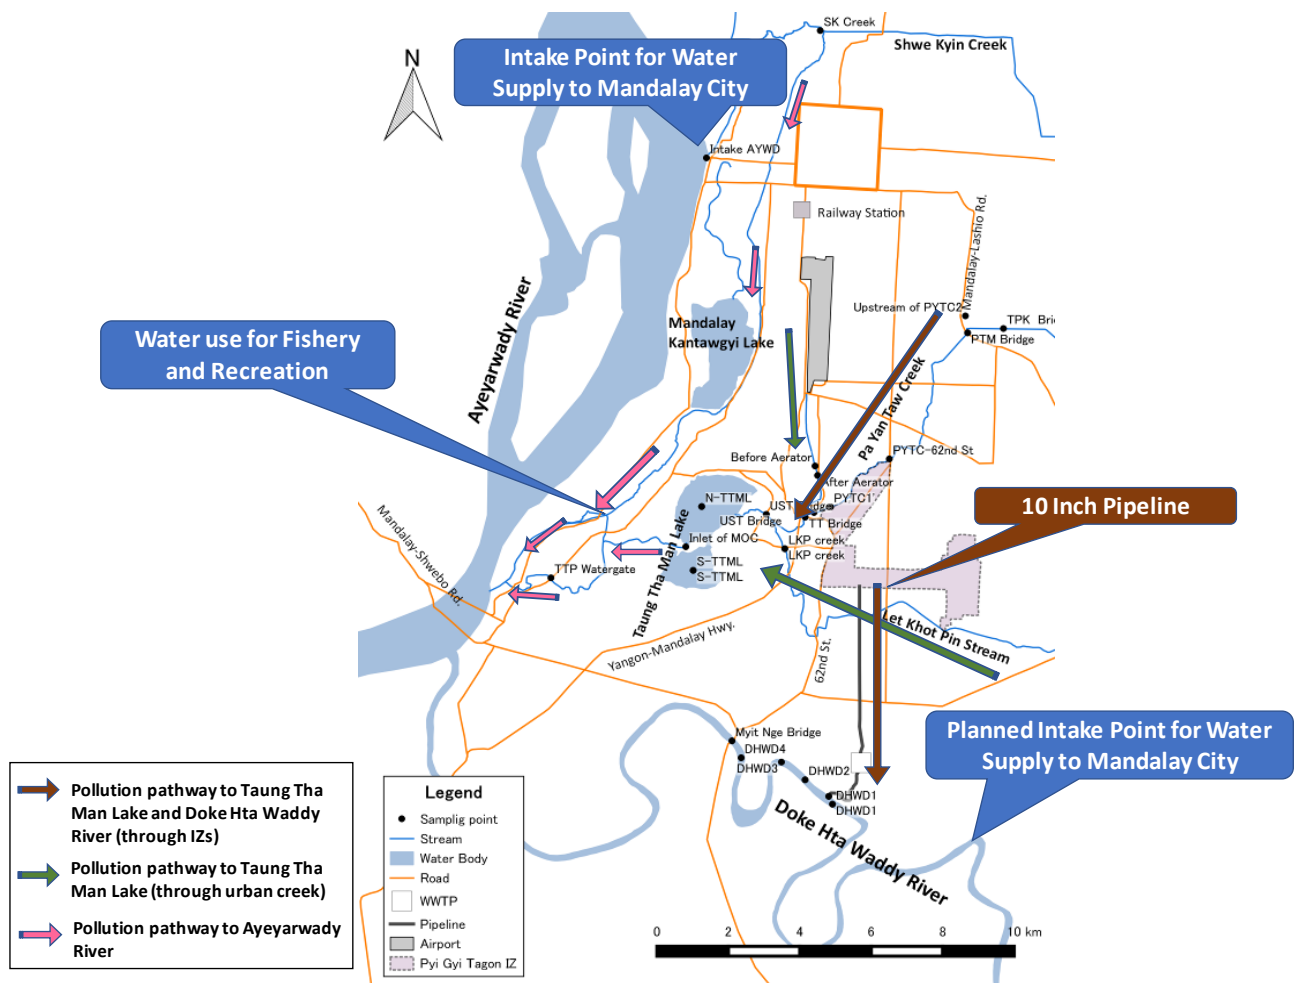 SK Creek
Shwe Kyin Creek
N
Intake Point for Water
Supply to Mandalay City
Intake AYWD
Railway Station
Mandalay-Lashio Rd.
Ayeyarwady River
Upstream of PYTC2
TPK Bri
PTM Bridge
Mandalay
Kantawgyi Lake
Water use for Fishery
and Recreation
Pa Yan Taw Creek
PYTC-62nd St
Before Aerator
After Aerator
N-TTML
PYTC1
UST
dge
UST Bridge
TT Bridge
10 Inch Pipeline
Mandalay-Shwebo Rd.
Taung Tha Man Lake
Inlet of MOC
LKP creek
LKP creek
S-TTML
S-TTML
TTP Watergate
Let Khot Pin Stream
Yangon-Mandalay Hwy.
62nd St.
Planned Intake Point for Water
Supply to Mandalay City
Myit Nge Bridge
DHWD4
DHWD3
DHWD2
DHWD1
DHWD1
Doke Hta Waddy River
Pollution pathway to Taung Tha
Man Lake and Doke Hta Waddy
River (through IZs)
Pollution pathway to Taung Tha
Man Lake (through urban creek)
Pollution pathway to Ayeyarwady
River
Legend
Samplig point
Stream
Water Body
Road
WWTP
Pipeline
Airport
Pyi Gyi Tagon IZ
0 2 4 6 8 10 km